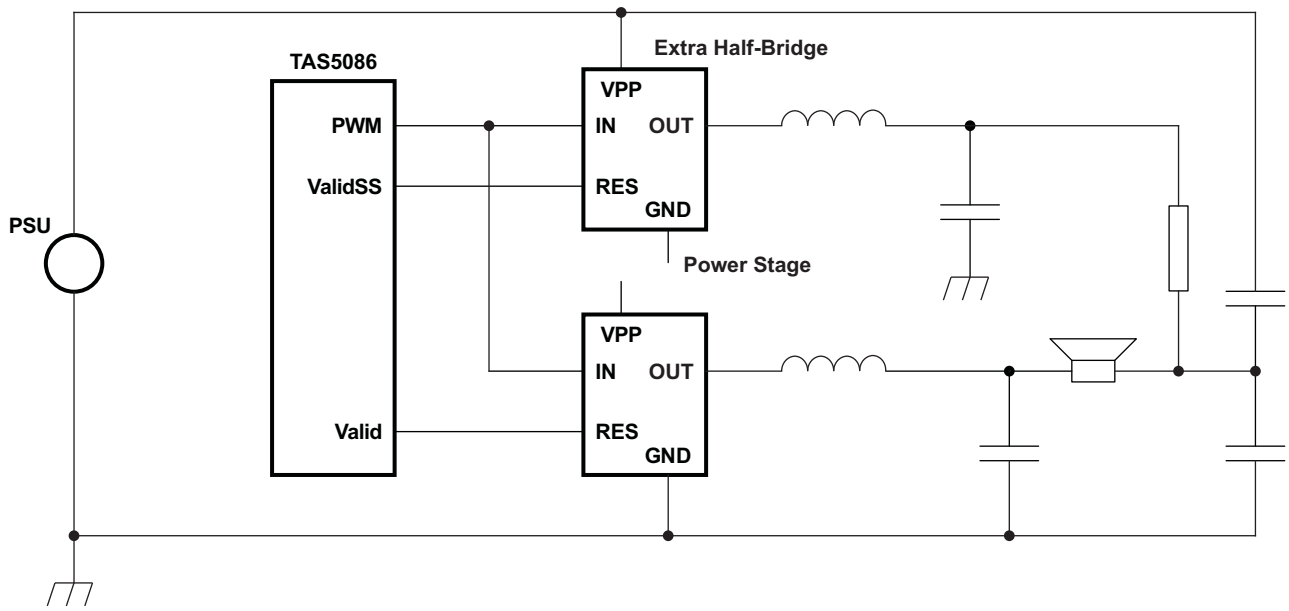 Extra Half-Bridge
TAS5086
VPP
PWM
IN
OUT
ValidSS
RES
GND
PSU
Power Stage
VPP
IN
OUT
Valid
RES
GND